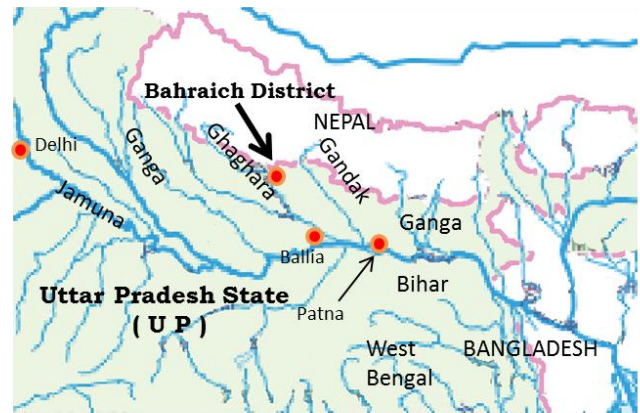 Bahraich District
NEPAL
Delhi
Ganga
Ghaghara
Gandak
Jamuna
Ganga
Ballia
Bihar
Uttar Pradesh State
( U P )
Patna
West
Bengal
BANGLADESH